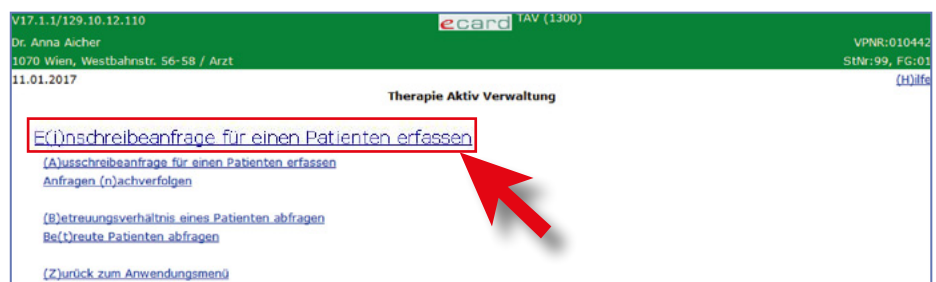 V17.1.1/129.10.12.110 ecard TAV (1300)
Dr. Anna Aicher VPNR:010442
1070 Wien, Westbahnstr. 56-58 / Arzt StNr:99, FG:01
11.01.2017 (H)ilfe
Therapie Aktiv Verwaltung
E(i)nschreibeanfrage für einen Patienten erfassen
(A)usschreibeanfrage für einen Patienten erfassen
Anfragen (n)achverfolgen
(B)etreuungsverhältnis eines Patienten abfragen
Be(t)reute Patienten abfragen
(Z)urück zum Anwendungsmenü